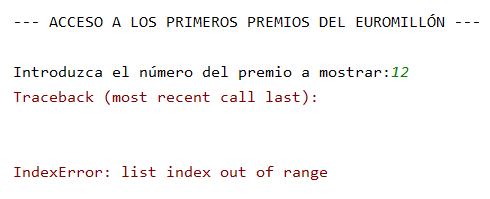 --- ACCESO A LOS PRIMEROS PREMIOS DEL EUROMILLÓN ---
Introduzca el número del premio a mostrar:12
Traceback (most recent call last):
IndexError: list index out of range